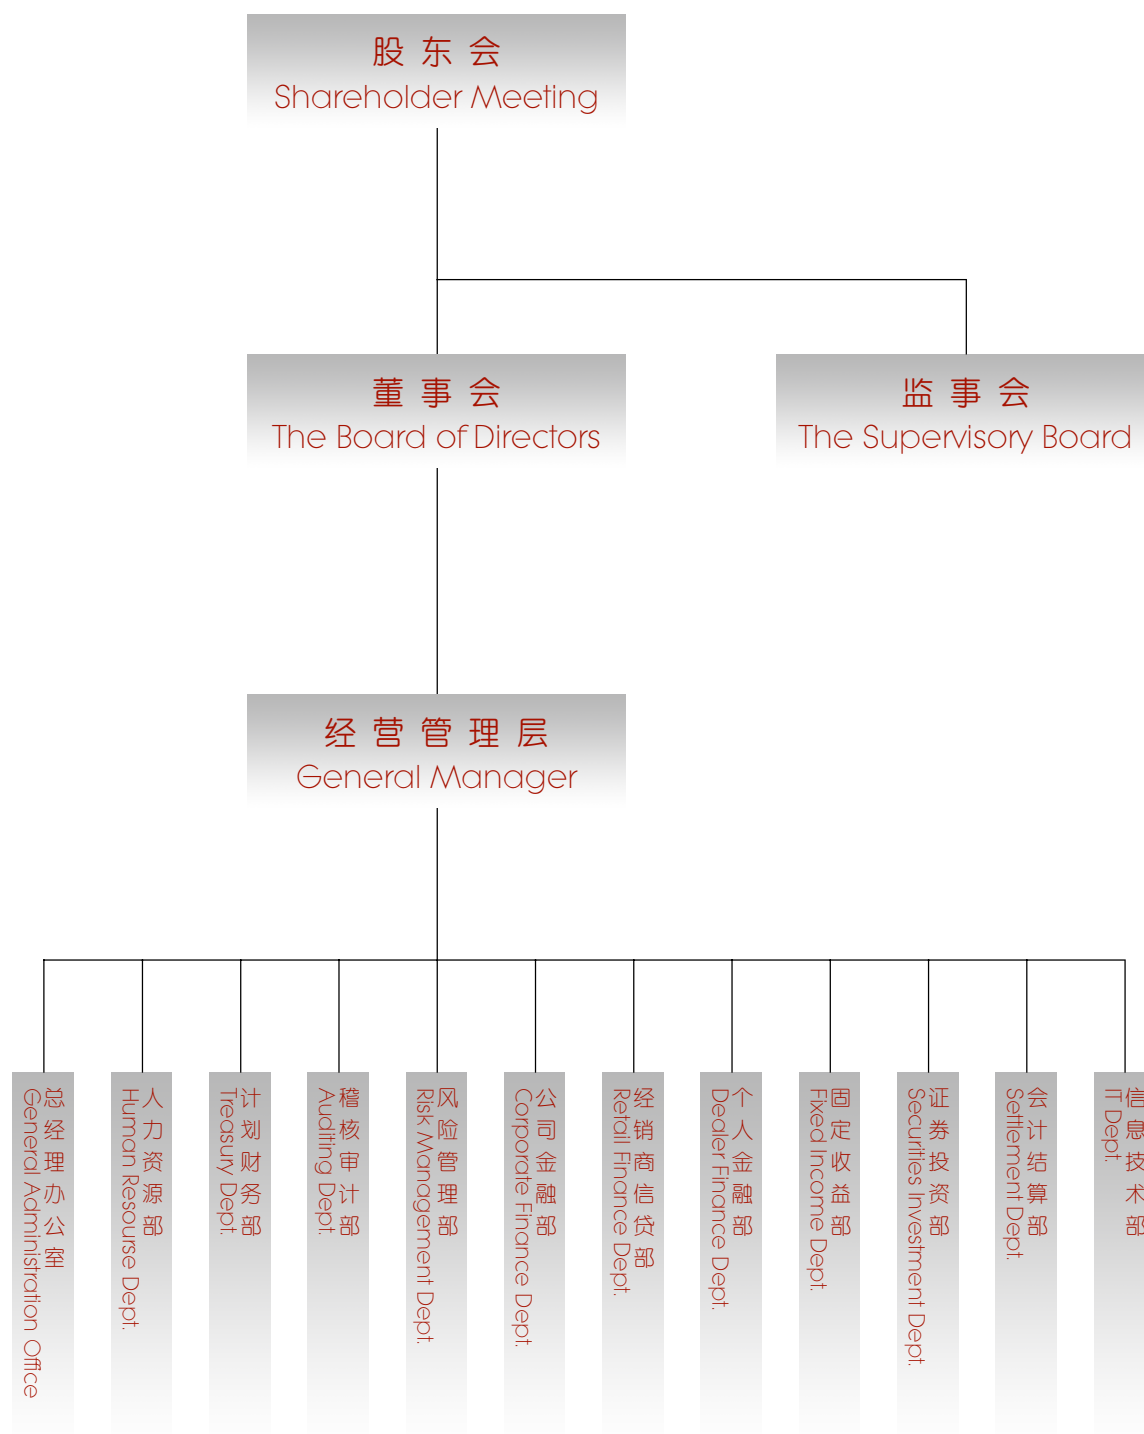 股东会
Shareholder Meeting
董事会
The Board of Directors
监事会
The Supervisory Board
经营管理层
General Manager
总经理办公室
General Administration Office
人力资源部
Human Resourse Dept.
计划财务部
Treasury Dept.
稽核审计部
Auditing Dept.
风险管理部
Risk Management Dept.
公司金融部
Corporate Finance Dept.
经销商信贷部
Retail Finance Dept.
个人金融部
Dealer Finance Dept.
固定收益部
Fixed Income Dept.
证券投资部
Securities Investment Dept.
会计结算部
Settlement Dept.
信息技术部
IT Dept.